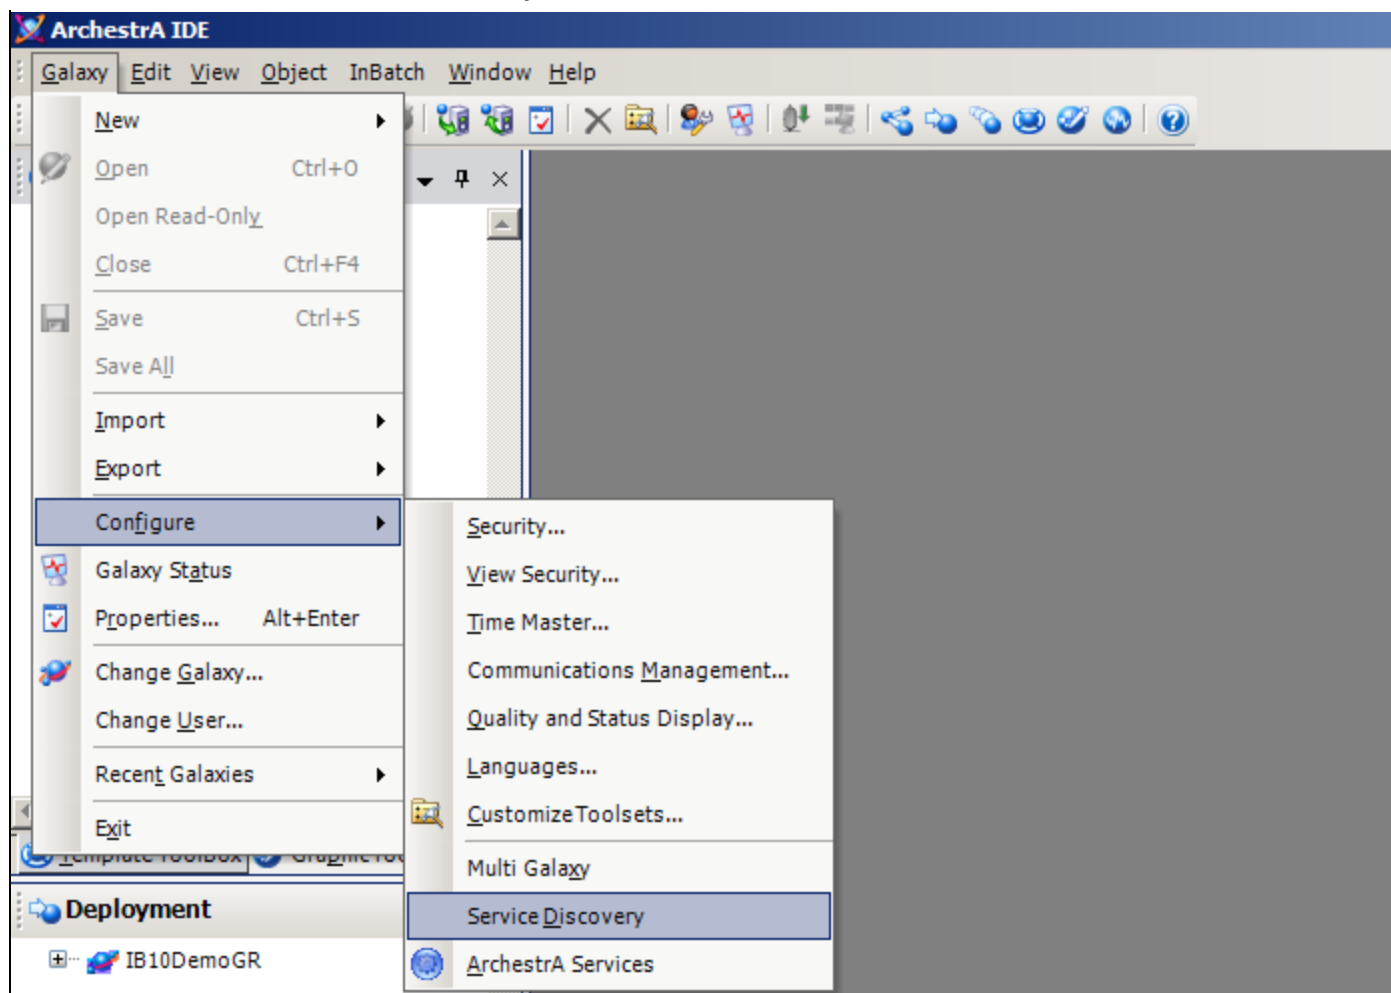 ArchestrA IDE
Galaxy Edit View Object InBatch Window Help
New
Open Ctrl+O
Open Read-Only
Close Ctrl+F4
Save Ctrl+S
Save All
Import
Export
Configure
Galaxy Status
Properties... Alt+Enter
Change Galaxy...
Change User...
Recent Galaxies
Exit
Security...
View Security...
Time Master...
Communications Management...
Quality and Status Display...
Languages...
Customize Toolsets...
Multi Galaxy
Service Discovery
ArchestrA Services
Template Toolbox
Deployment
IB10DemoGR